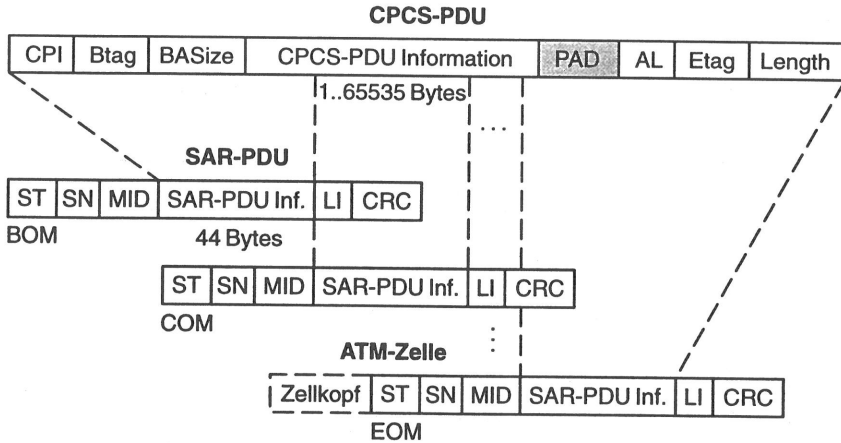 CPCS-PDU
CPI Btag BASize CPCS-PDU Information PAD AL Etag Length
1..65535 Bytes
...
SAR-PDU
ST SN MID SAR-PDU Inf. LI CRC
BOM 44 Bytes
ST SN MID SAR-PDU Inf. LI CRC
COM
ATM-Zelle
Zellkopf ST SN MID SAR-PDU Inf. LI CRC
EOM